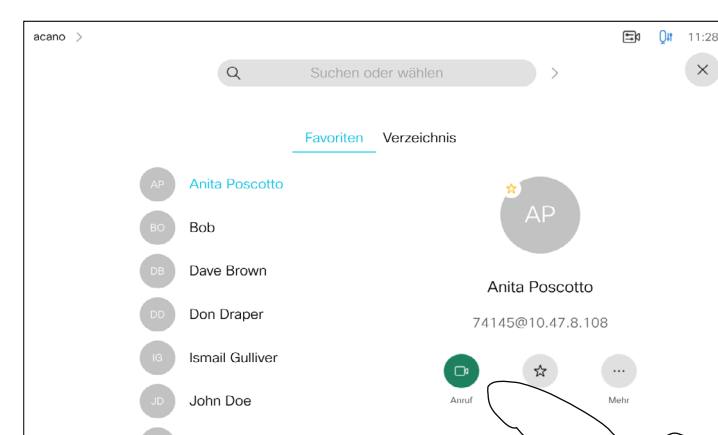 acano
11:28
Suchen oder wählen
Favoriten Verzeichnis
AP Anita Poscotto
BO Bob
DB Dave Brown
DD Don Draper
IG Ismail Gulliver
JD John Doe
AP
Anita Poscotto
74145@10.47.8.108
Anruf
Mehr